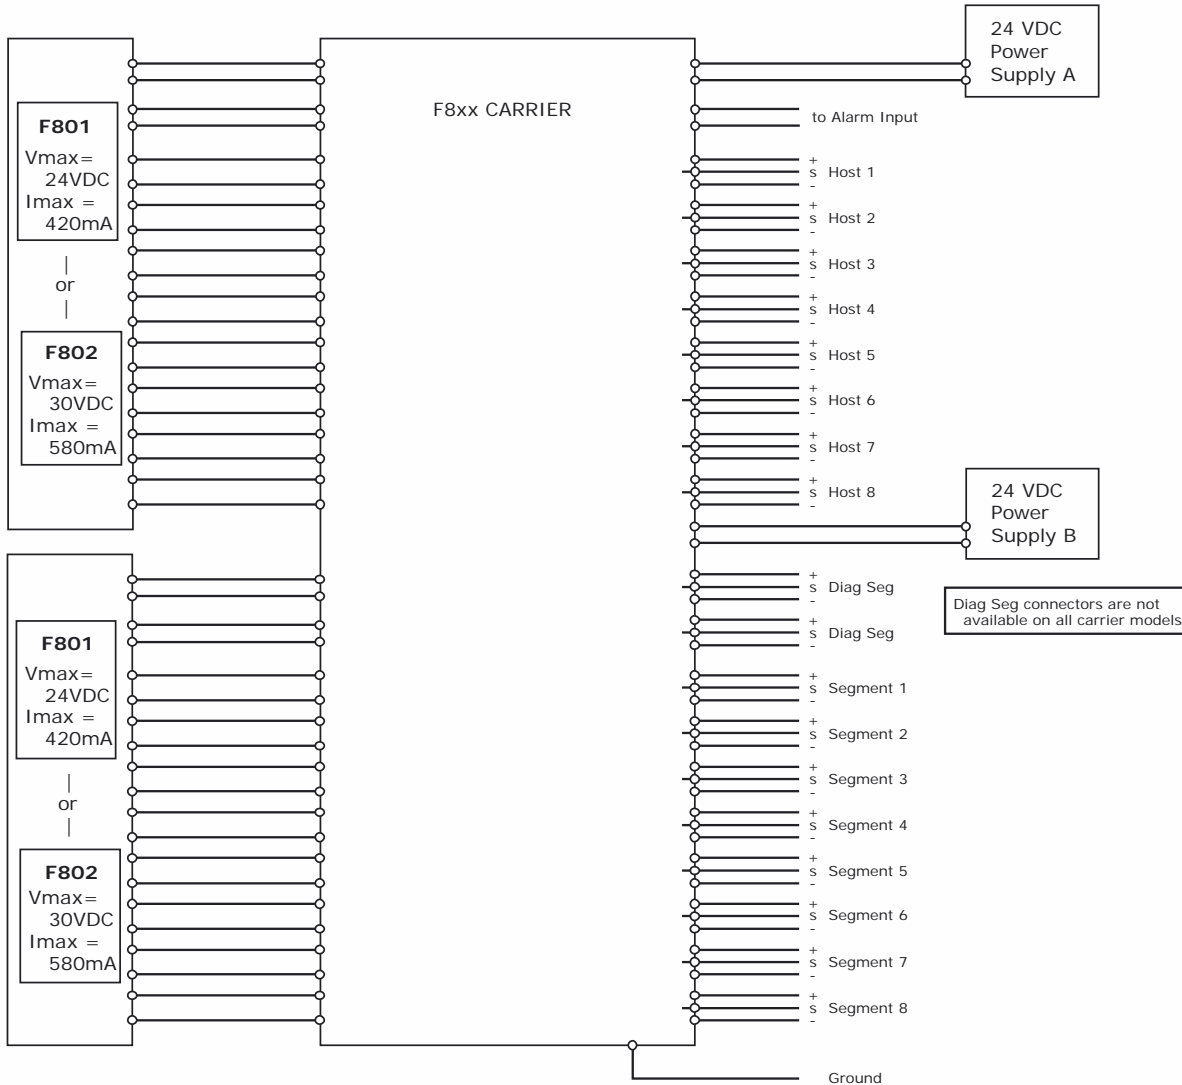 24 VDC
Power
Supply A
F8xx CARRIER
to Alarm Input
F801
Vmax=
24VDC
Imax =
420mA
|
or
|
F802
Vmax=
30VDC
Imax =
580mA
+
s Host 1
-
+
s Host 2
-
+
s Host 3
-
+
s Host 4
-
+
s Host 5
-
+
s Host 6
-
+
s Host 7
-
+
s Host 8
-
24 VDC
Power
Supply B
F801
Vmax=
24VDC
Imax =
420mA
|
or
|
F802
Vmax=
30VDC
Imax =
580mA
+
s Diag Seg
-
+
s Diag Seg
-
Diag Seg connectors are not
available on all carrier models
+
s Segment 1
-
+
s Segment 2
-
+
s Segment 3
-
+
s Segment 4
-
+
s Segment 5
-
+
s Segment 6
-
+
s Segment 7
-
+
s Segment 8
-
Ground